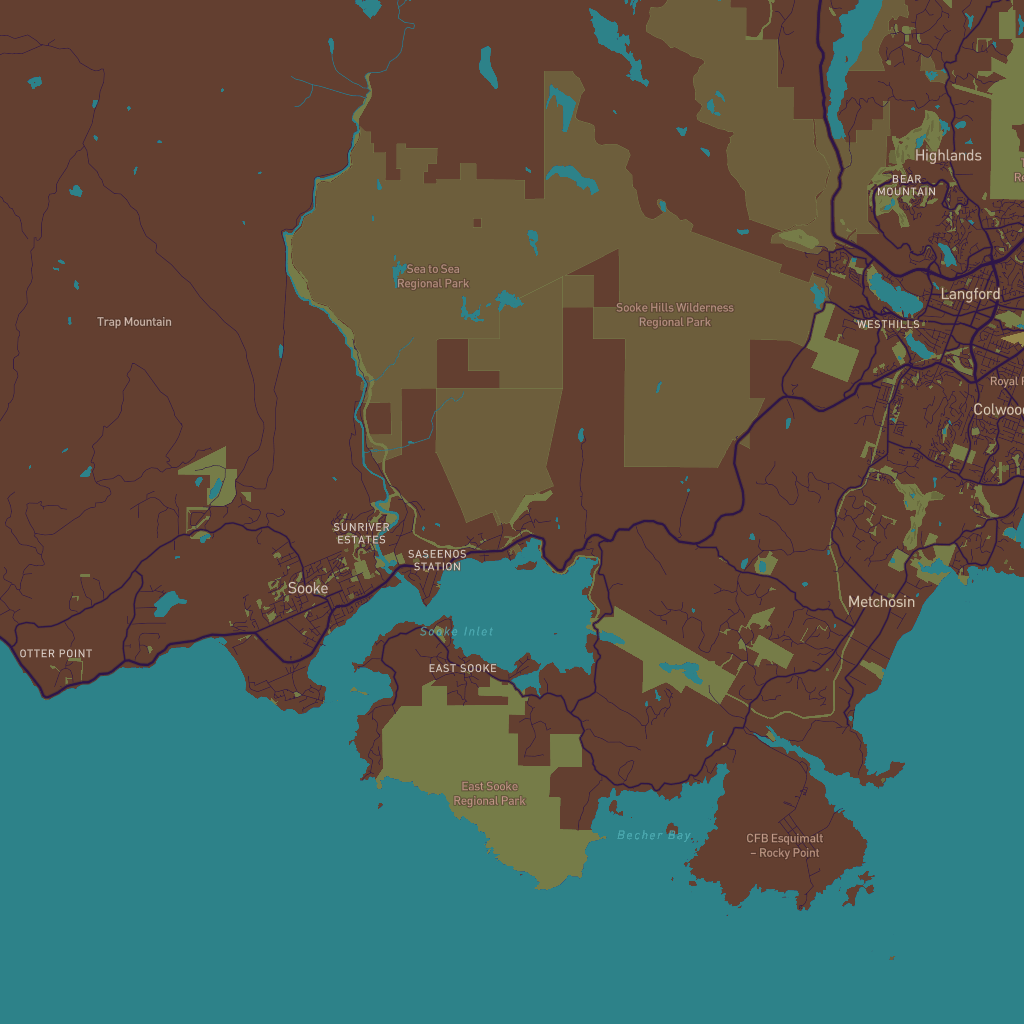 Highlands
BEAR
MOUNTAIN
Sea to Sea
Regional Park
Langford
Sooke Hills Wilderness
Regional Park
Trap Mountain
WESTHILLS
Royal
Colwoo
SUNRIVER
ESTATES
SASEENOS
STATION
Sooke
Metchosin
Sooke Inlet
OTTER POINT
EAST SOOKE
East Sooke
Regional Park
Becher Bay
CFB Esquimalt
– Rocky Point